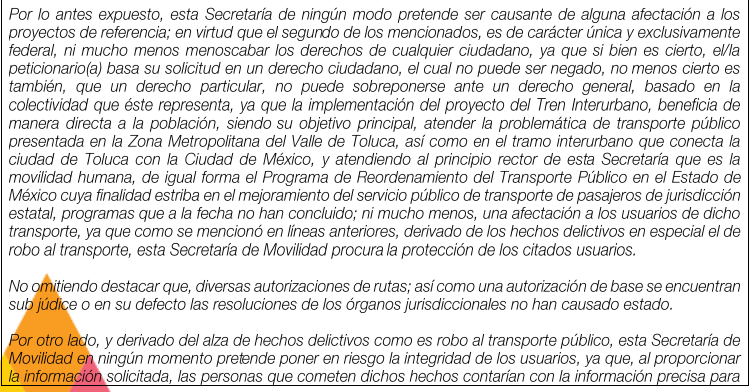 Por lo antes expuesto, esta Secretaría de ningún modo pretende ser causante de alguna afectación a los
proyectos de referencia; en virtud que el segundo de los mencionados, es de carácter única y exclusivamente
federal, ni mucho menos menoscabar los derechos de cualquier ciudadano, ya que si bien es cierto, el/la
peticionario(a) basa su solicitud en un derecho ciudadano, el cual no puede ser negado, no menos cierto es
también, que un derecho particular, no puede sobreponerse ante un derecho general, basado en la
colectividad que éste representa, ya que la implementación del proyecto del Tren Interurbano, beneficia de
manera directa a la población, siendo su objetivo principal, atender la problemática de transporte público
presentada en la Zona Metropolitana del Valle de Toluca, así como en el tramo interurbano que conecta la
ciudad de Toluca con la Ciudad de México, y atendiendo al principio rector de esta Secretaría que es la
movilidad humana, de igual forma el Programa de Reordenamiento del Transporte Público en el Estado de
México cuya finalidad estriba en el mejoramiento del servicio público de transporte de pasajeros de jurisdicción
estatal, programas que a la fecha no han concluido; ni mucho menos, una afectación a los usuarios de dicho
transporte, ya que como se mencionó en líneas anteriores, derivado de los hechos delictivos en especial el de
robo al transporte, esta Secretaría de Movilidad procura la protección de los citados usuarios.
No omitiendo destacar que, diversas autorizaciones de rutas; así como una autorización de base se encuentran
sub júdice o en su defecto las resoluciones de los órganos jurisdiccionales no han causado estado.
Por otro lado, y derivado del alza de hechos delictivos como es robo al transporte público, esta Secretaría de
Movilidad en ningún momento pretende poner en riesgo la integridad de los usuarios, ya que, al proporcionar
la información solicitada, las personas que cometen dichos hechos contarían con la información precisa para